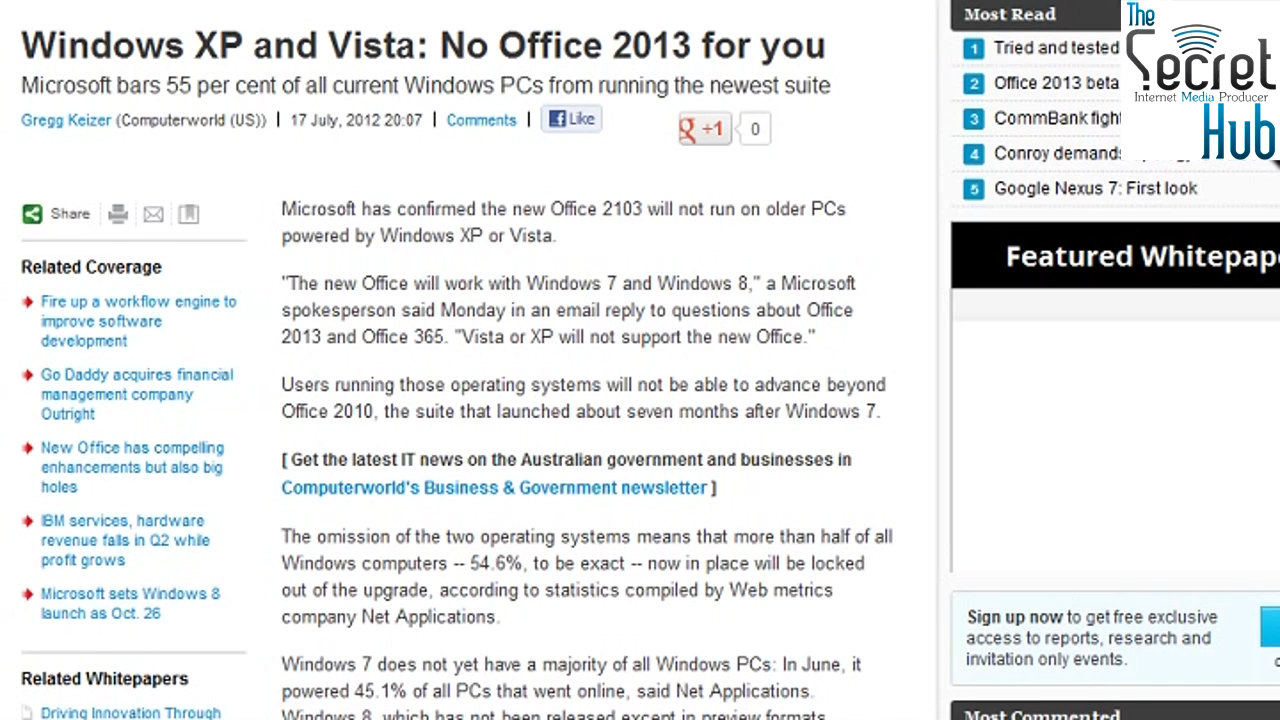 Windows XP and Vista: No Office 2013 for you
Microsoft bars 55 per cent of all current Windows PCs from running the newest suite
Gregg Keizer (Computerworld (US)) | 17 July, 2012 20:07 | Comments | Like
+1 0
Share
Related Coverage
Fire up a workflow engine to
improve software
development
Go Daddy acquires financial
management company
Outright
New Office has compelling
enhancements but also big
holes
IBM services, hardware
revenue falls in Q2 while
profit grows
Microsoft sets Windows 8
launch as Oct. 26
Related Whitepapers
Driving Innovation Through
Microsoft has confirmed the new Office 2103 will not run on older PCs
powered by Windows XP or Vista.
"The new Office will work with Windows 7 and Windows 8," a Microsoft
spokesperson said Monday in an email reply to questions about Office
2013 and Office 365. "Vista or XP will not support the new Office."
Users running those operating systems will not be able to advance beyond
Office 2010, the suite that launched about seven months after Windows 7.
[ Get the latest IT news on the Australian government and businesses in
Computerworld's Business & Government newsletter ]
The omission of the two operating systems means that more than half of all
Windows computers -- 54.6%, to be exact -- now in place will be locked
out of the upgrade, according to statistics compiled by Web metrics
company Net Applications.
Windows 7 does not yet have a majority of all Windows PCs: In June, it
powered 45.1% of all PCs that went online, said Net Applications.
Windows 8, which has not been released except in preview formats,
Most Read
1 Tried and tested
2 Office 2013 beta
3 CommBank fight
4 Conroy demands
5 Google Nexus 7: First look
The
Secret
Internet Media Producer
Hub
Featured Whitepap
Sign up now to get free exclusive
access to reports, research and
invitation only events.
Most Commented